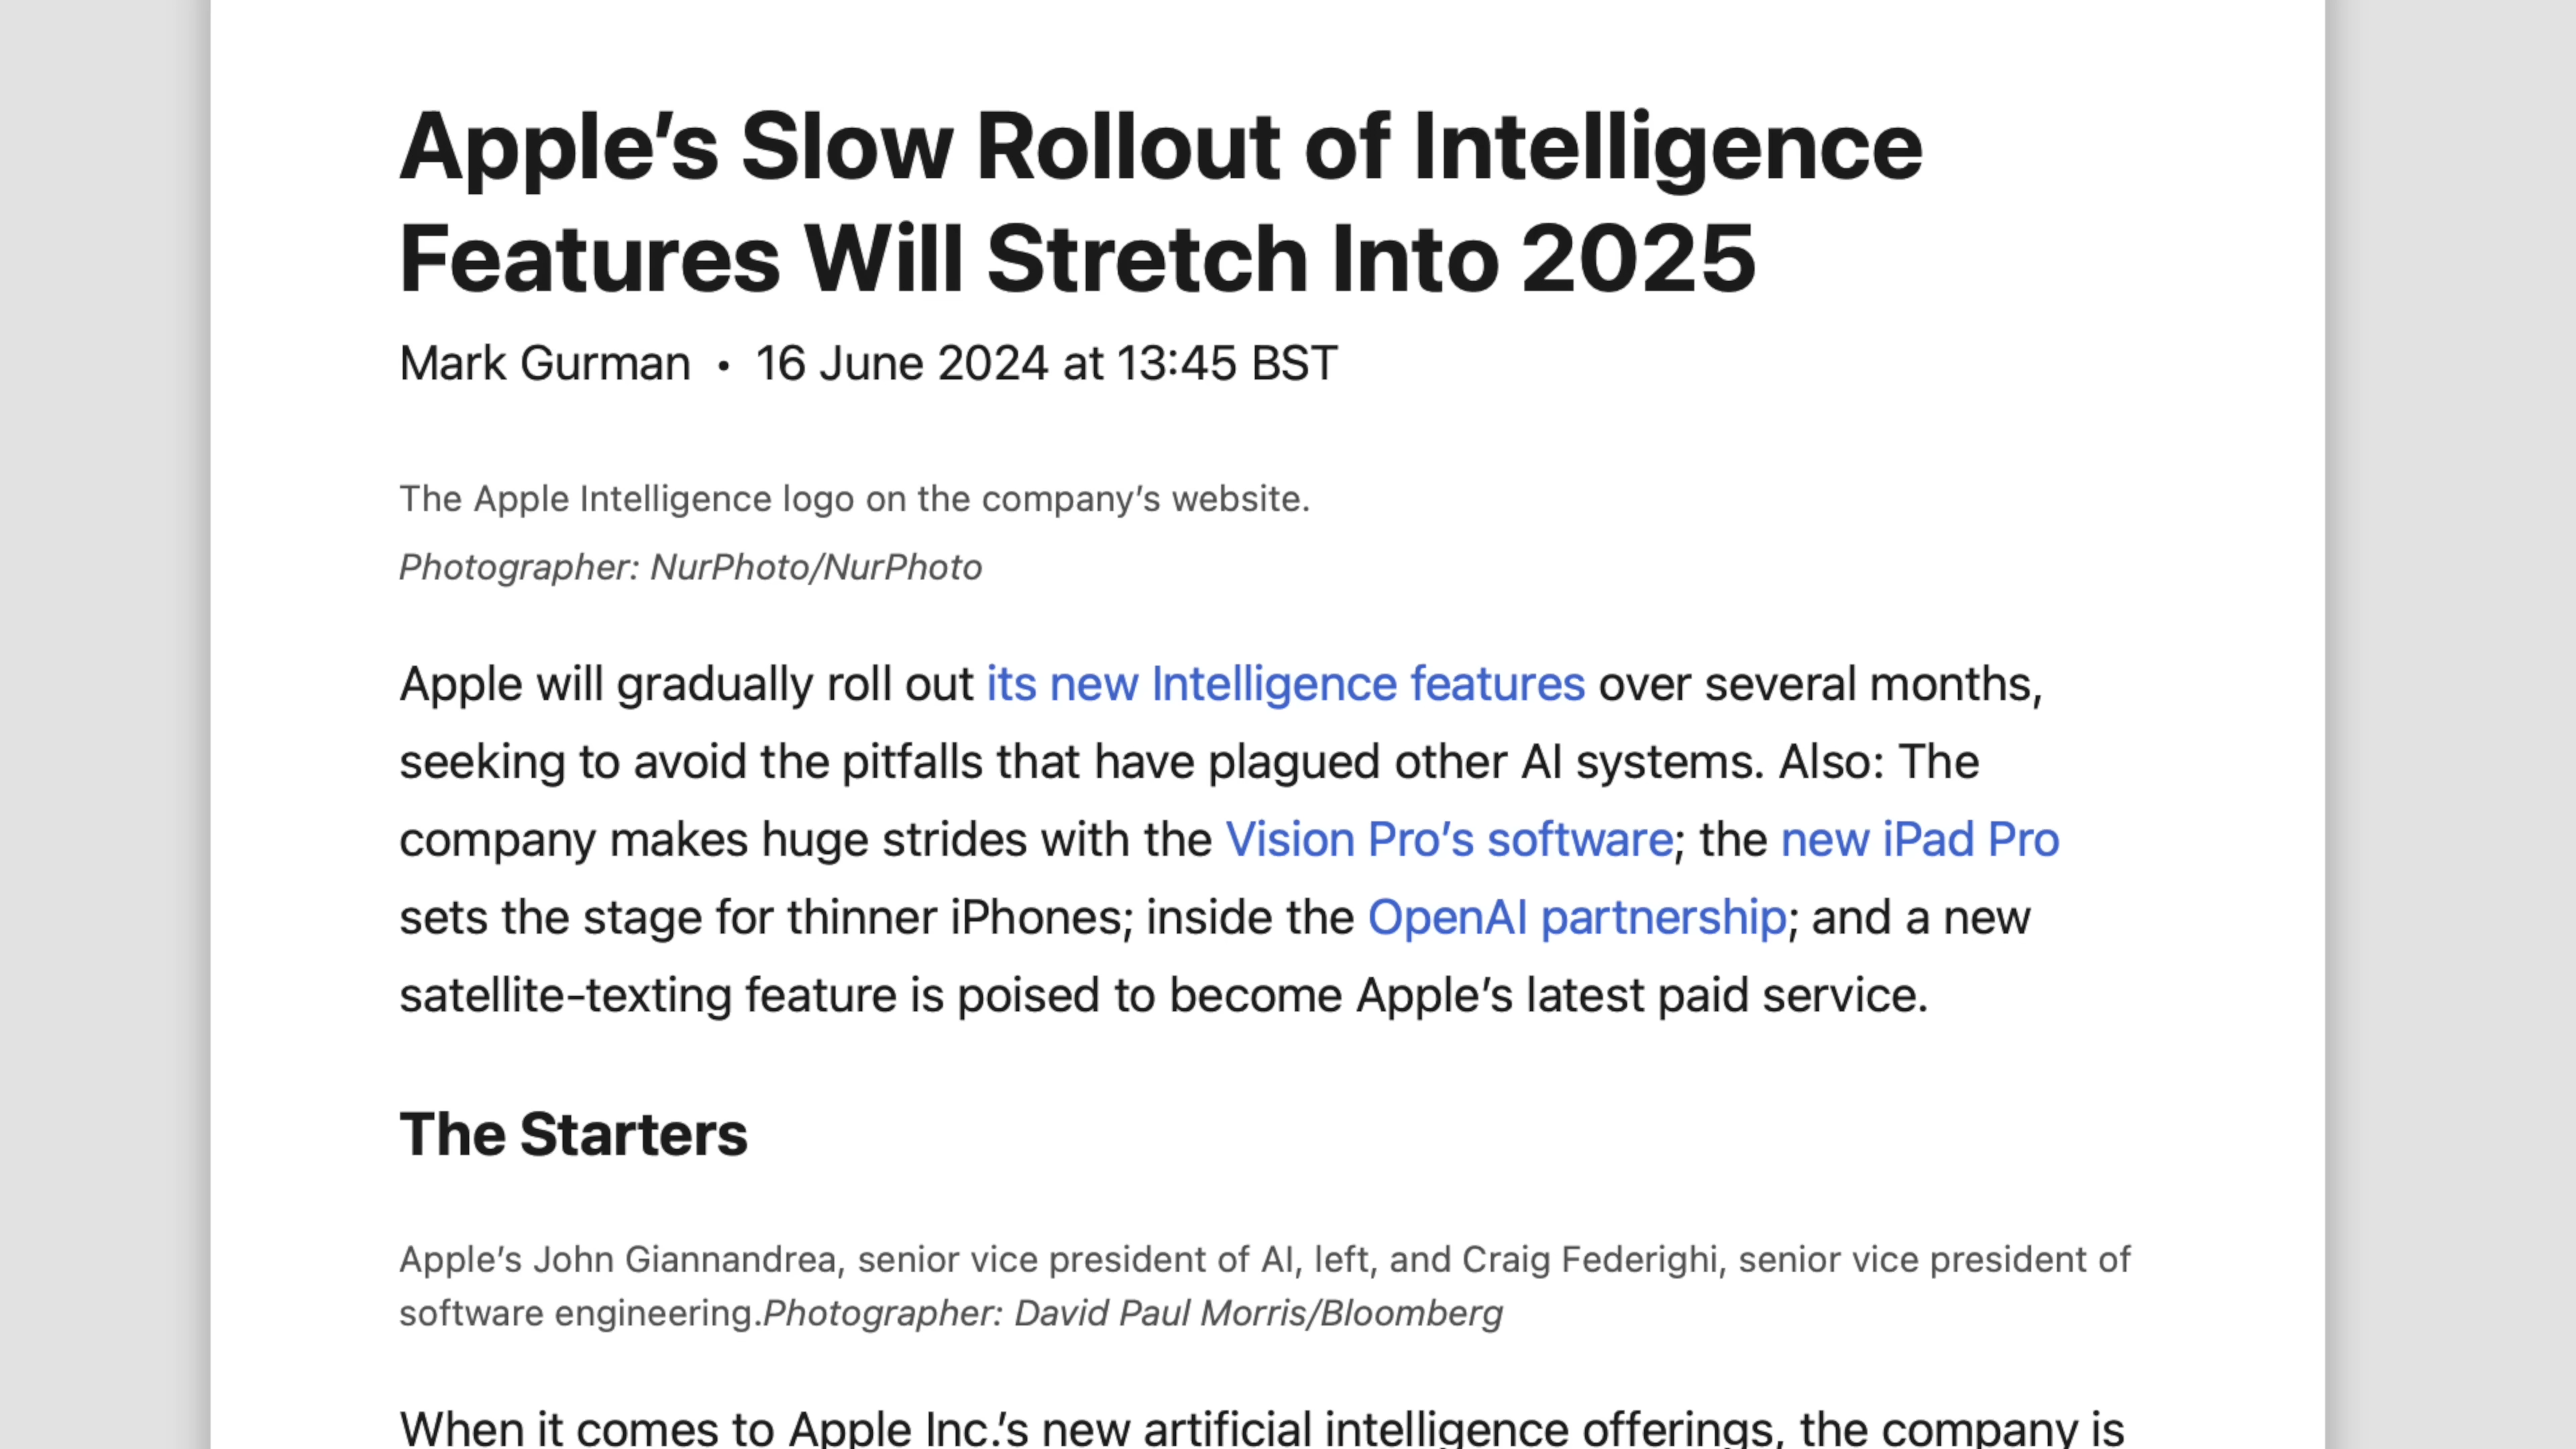 Apple’s Slow Rollout of Intelligence
Features Will Stretch Into 2025
Mark Gurman • 16 June 2024 at 13:45 BST
The Apple Intelligence logo on the company’s website.
Photographer: NurPhoto/NurPhoto
Apple will gradually roll out its new Intelligence features over several months,
seeking to avoid the pitfalls that have plagued other AI systems. Also: The
company makes huge strides with the Vision Pro’s software; the new iPad Pro
sets the stage for thinner iPhones; inside the OpenAI partnership; and a new
satellite-texting feature is poised to become Apple’s latest paid service.
The Starters
Apple’s John Giannandrea, senior vice president of AI, left, and Craig Federighi, senior vice president of
software engineering.Photographer: David Paul Morris/Bloomberg
When it comes to Apple Inc.’s new artificial intelligence offerings, the company is